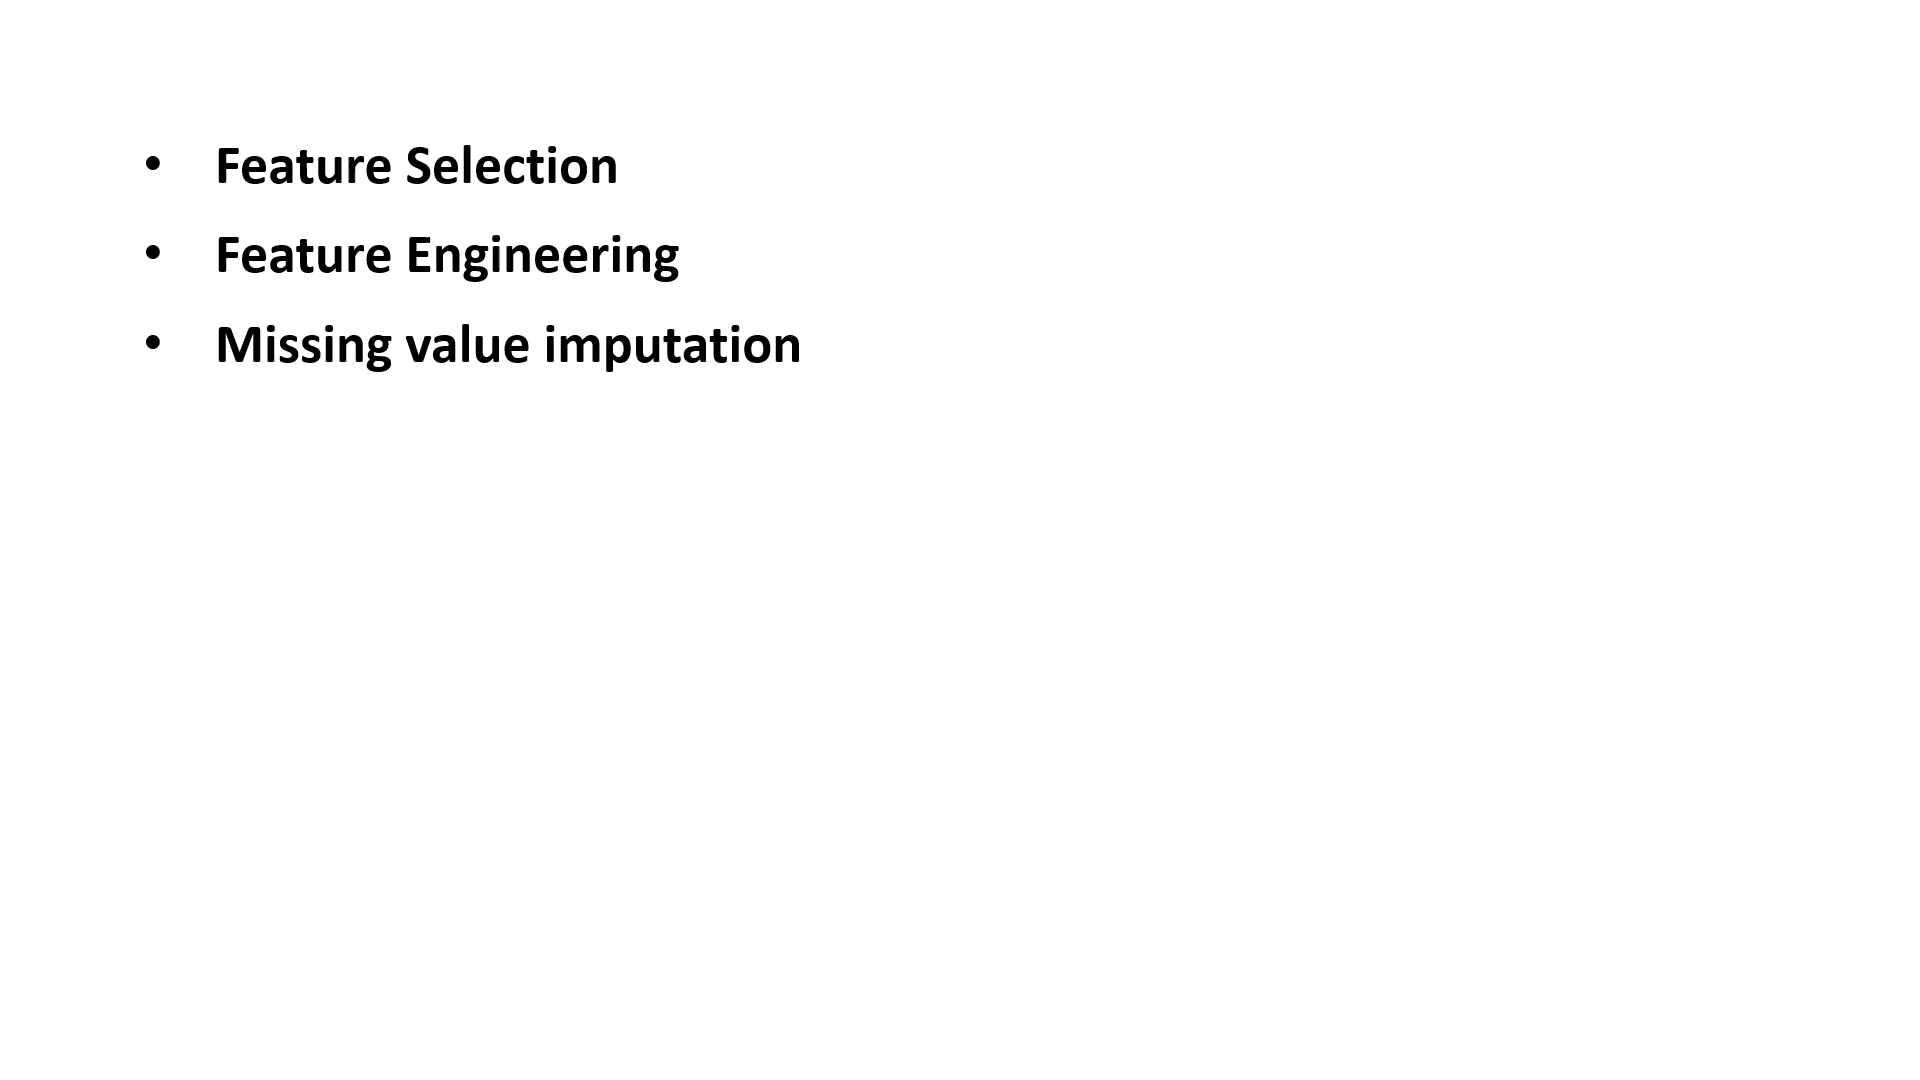 • Feature Selection
• Feature Engineering
• Missing value imputation